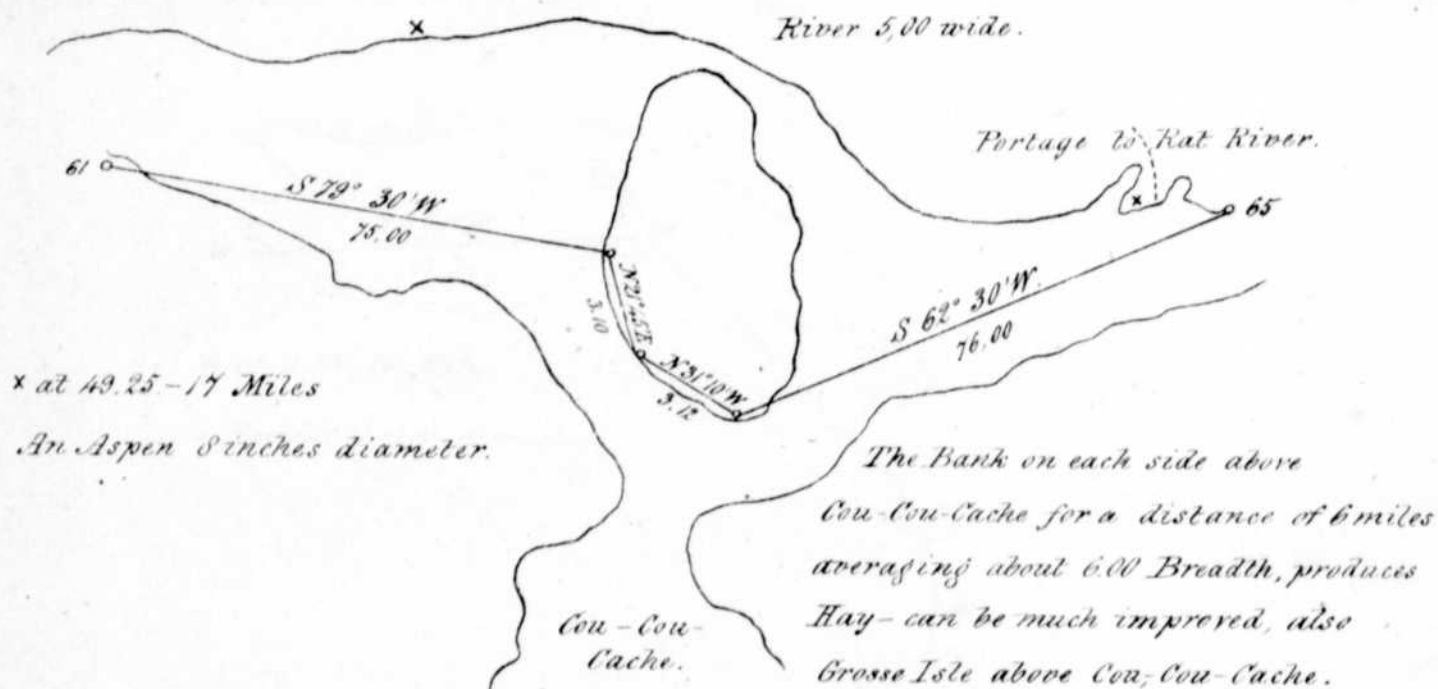 x
River 5,00 wide.
Portage to Rat River.
x
61
65
S 79° 30' W
75.00
N 21° 45' E
3.10
N 31° 10' W
3.12
S 62° 30' W.
76.00
x at 49.25.-17 Miles
An Aspen 8 inches diameter.
The Bank on each side above
Cou-Cou-Cache for a distance of 6 miles
averaging about 6.00 Breadth, produces
Hay- can be much improved, also
Grosse Isle above Cou-Cou-Cache.
Cou-Cou-
Cache.